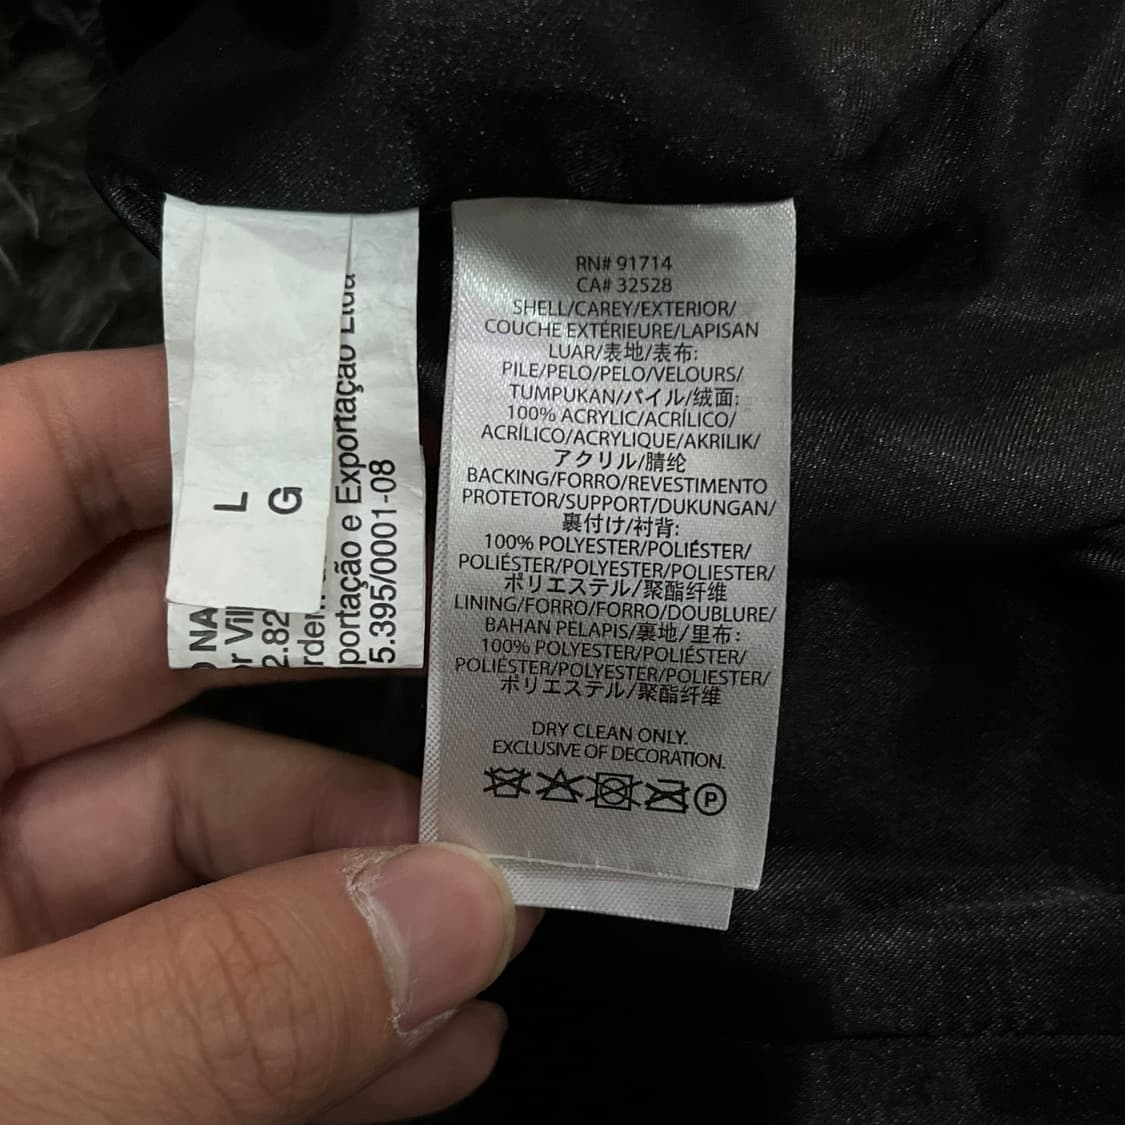 L
G
O NA
r Vil
2.82
rde
portação e Exportação Ltda
5.395/0001-08
RN# 91714
CA# 32528
SHELL/CAREY/EXTERIOR/
COUCHE EXTÉRIEURE/LAPISAN
LUAR/表地/表布:
PILE/PELO/PELO/VELOURS/
TUMPUKAN/パイル/绒面:
100% ACRYLIC/ACRÍLICO/
ACRÍLICO/ACRYLIQUE/AKRILIK/
アクリル/腈纶
BACKING/FORRO/REVESTIMENTO
PROTETOR/SUPPORT/DUKUNGAN/
裏付け/衬背:
100% POLYESTER/POLIÉSTER/
POLIÉSTER/POLYESTER/POLIESTER/
ポリエステル/聚酯纤维
LINING/FORRO/FORRO/DOUBLURE/
BAHAN PELAPIS/裏地/里布:
100% POLYESTER/POLIÉSTER/
POLIÉSTER/POLYESTER/POLIESTER/
ポリエステル/聚酯纤维
DRY CLEAN ONLY.
EXCLUSIVE OF DECORATION.
P